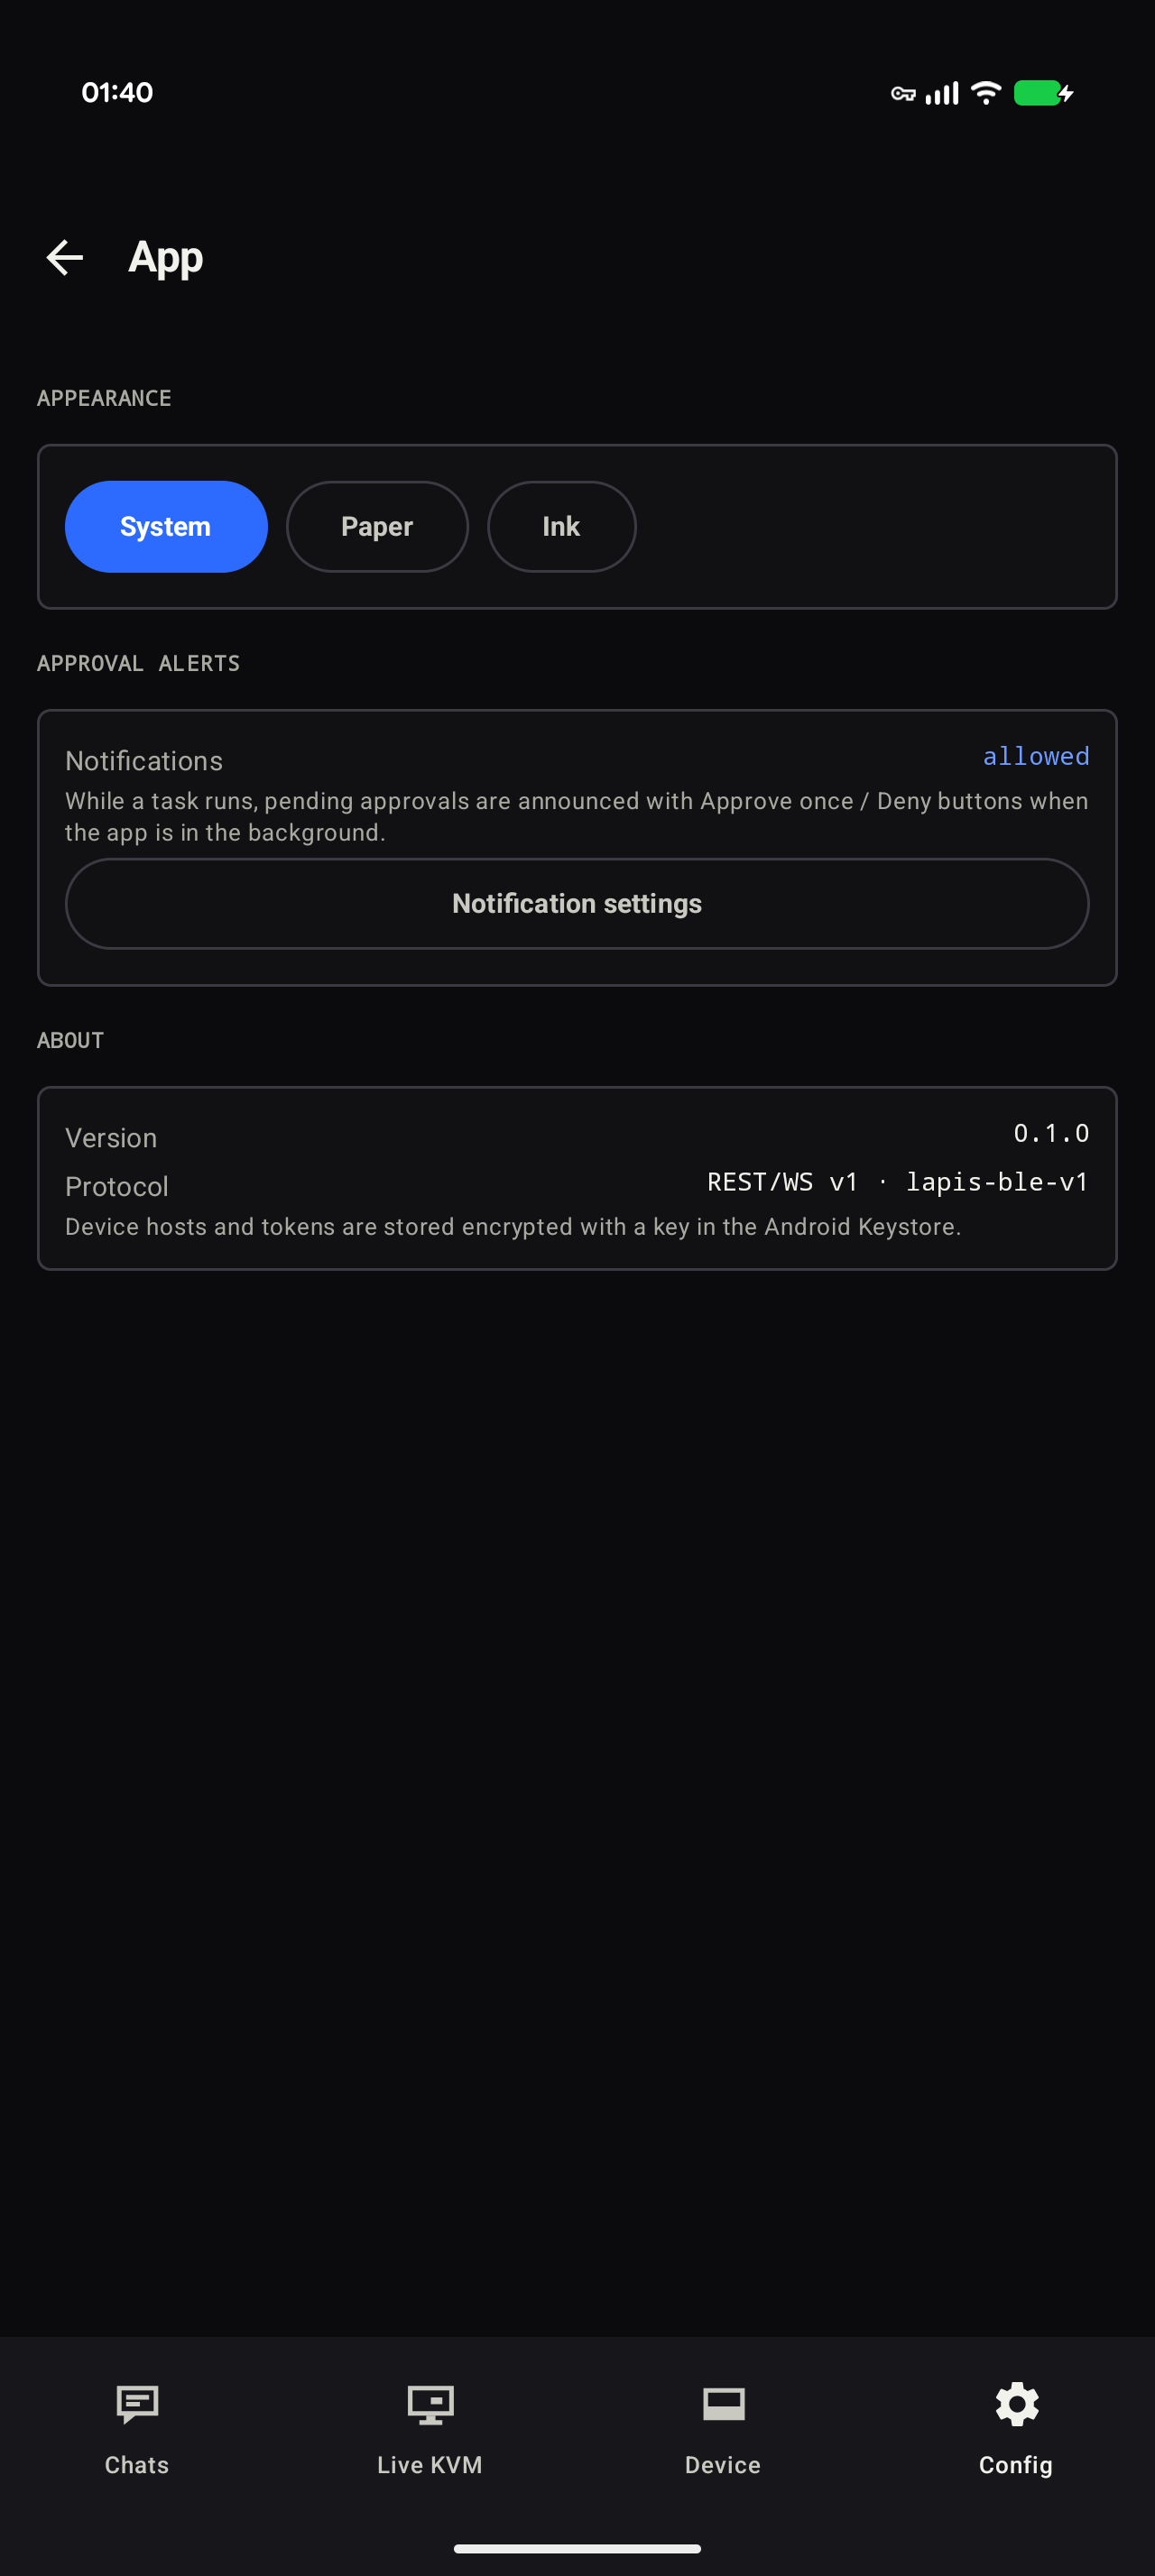 01:40
App
APPEARANCE
System
Paper
Ink
APPROVAL ALERTS
Notifications
allowed
While a task runs, pending approvals are announced with Approve once / Deny buttons when
the app is in the background.
Notification settings
ABOUT
Version
0.1.0
Protocol
REST/WS v1 · lapis-ble-v1
Device hosts and tokens are stored encrypted with a key in the Android Keystore.
Chats
Live KVM
Device
Config